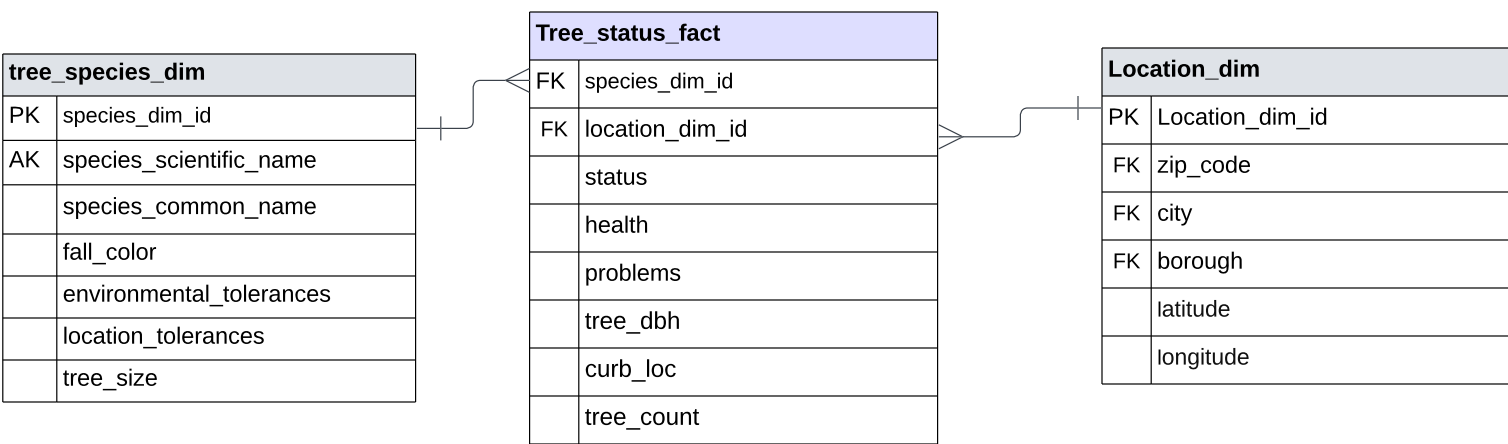 tree_species_dim
PK species_dim_id
AK species_scientific_name
species_common_name
fall_color
environmental_tolerances
location_tolerances
tree_size
Tree_status_fact
FK species_dim_id
FK location_dim_id
status
health
problems
tree_dbh
curb_loc
tree_count
Location_dim
PK Location_dim_id
FK zip_code
FK city
FK borough
latitude
longitude